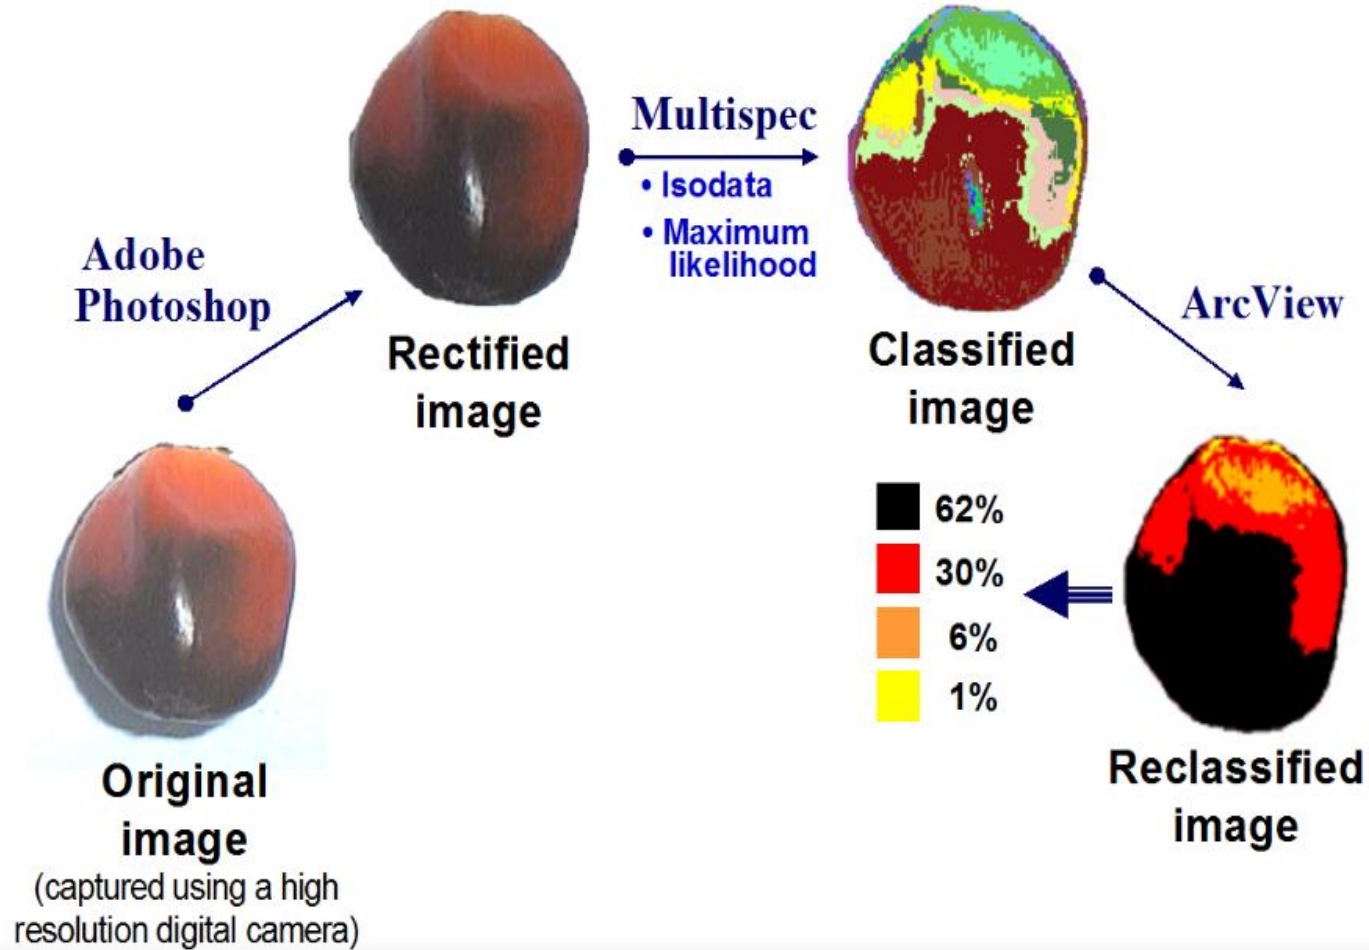 Adobe
Photoshop
Rectified
image
Multispec
• Isodata
• Maximum
likelihood
Classified
image
ArcView
62%
30%
6%
1%
Reclassified
image
Original
image
(captured using a high
resolution digital camera)